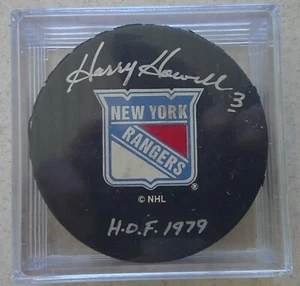 Harry Howell 3
NEW YORK
RANGERS
®
© NHL
H.O.F. 1979